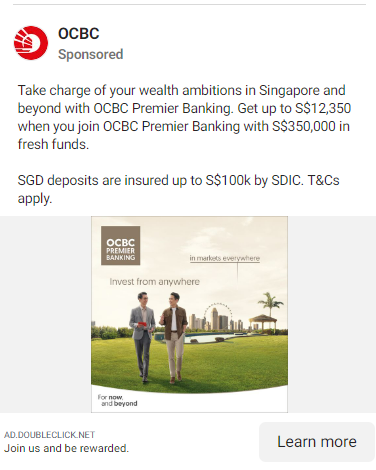 OCBC
Sponsored
Take charge of your wealth ambitions in Singapore and
beyond with OCBC Premier Banking. Get up to S$12,350
when you join OCBC Premier Banking with S$350,000 in
fresh funds.
SGD deposits are insured up to S$100k by SDIC. T&Cs
apply.
OCBC
PREMIER
BANKING
in markets everywhere
Invest from anywhere
For now,
and beyond
AD.DOUBLECLICK.NET
Join us and be rewarded.
Learn more